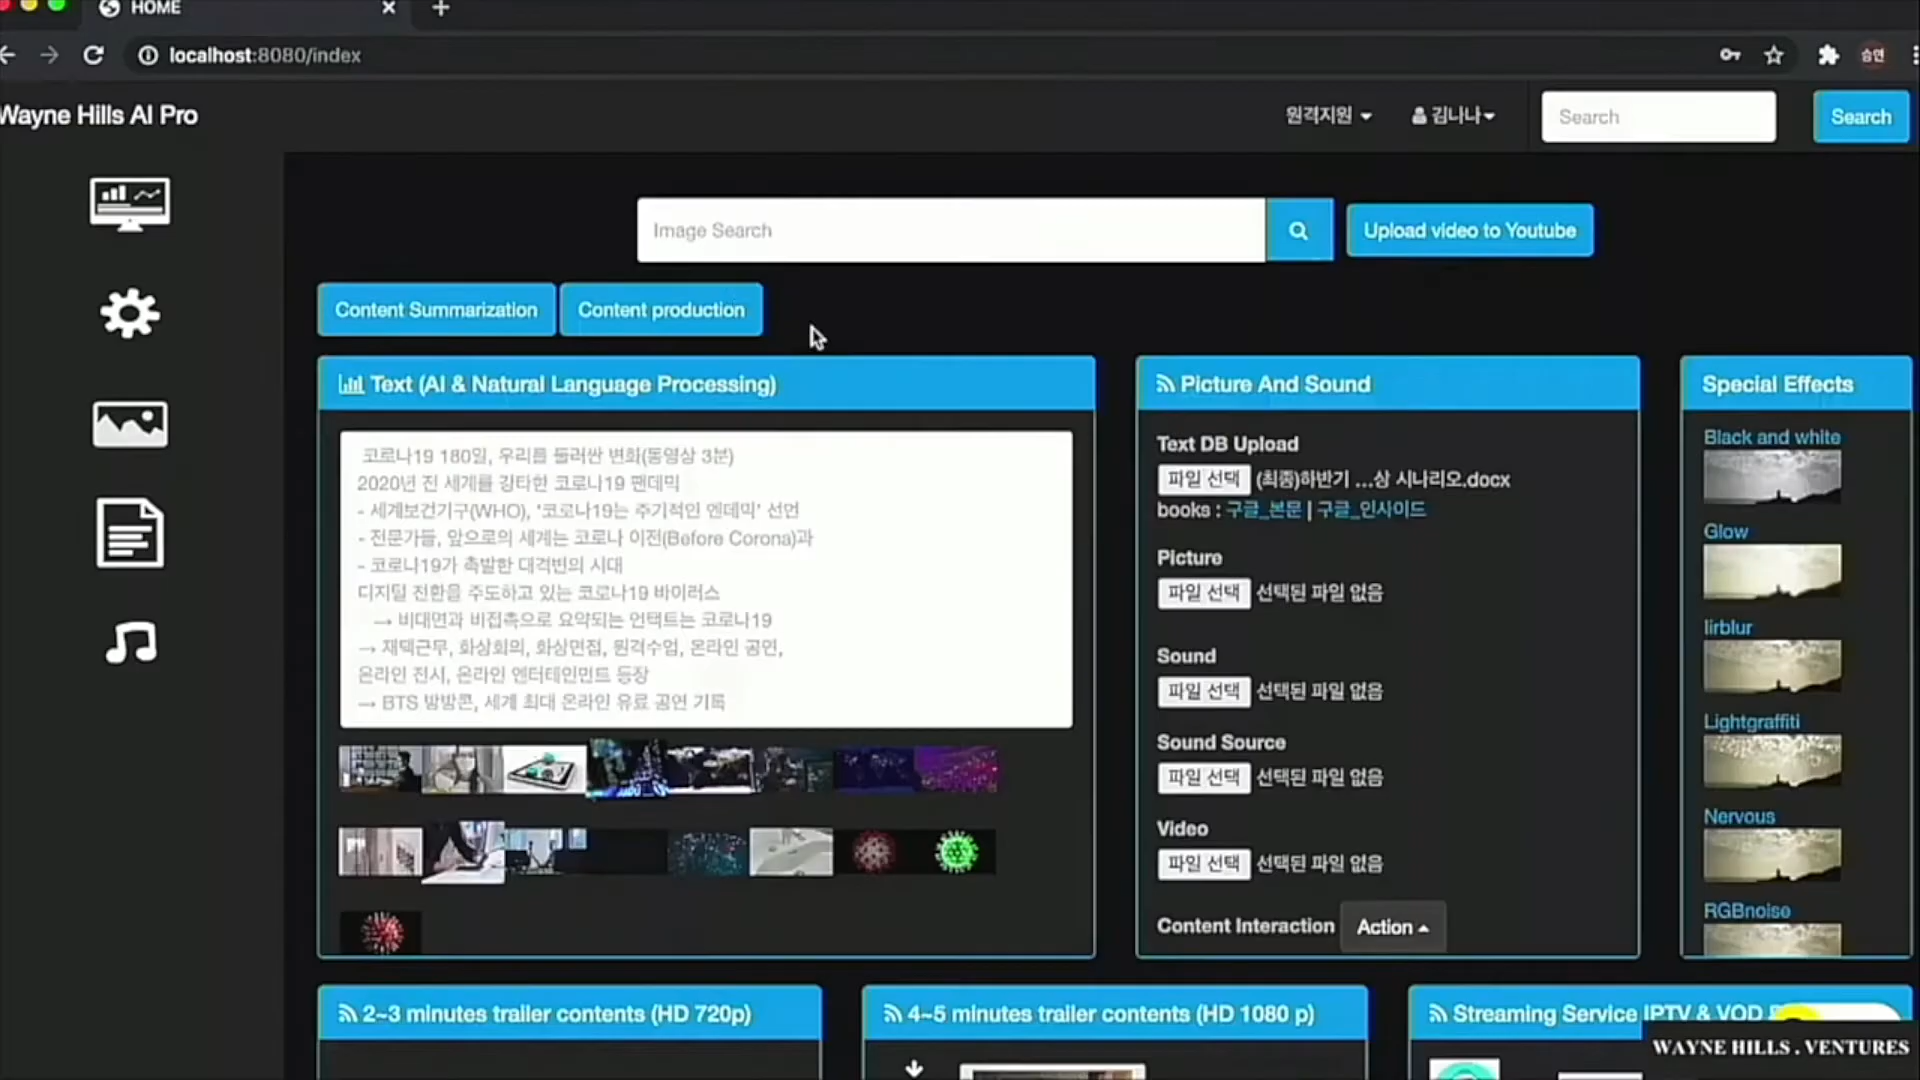 HOME
localhost:8080/index
승연
Wayne Hills AI Pro
원격지원
김나나
Search
Search
Image Search
Upload video to Youtube
Content Summarization
Content production
Text (AI & Natural Language Processing)
코로나19 180일, 우리를 둘러싼 변화(동영상 3분)
2020년 전 세계를 강타한 코로나19 팬데믹
- 세계보건기구(WHO), '코로나19는 주기적인 엔데믹' 선언
- 전문가들, 앞으로의 세계는 코로나 이전(Before Corona)과
- 코로나19가 촉발한 대격변의 시대
디지털 전환을 주도하고 있는 코로나19 바이러스
→ 비대면과 비접촉으로 요약되는 언택트는 코로나19
→ 재택근무, 화상회의, 화상면접, 원격수업, 온라인 공연,
온라인 전시, 온라인 엔터테인먼트 등장
→ BTS 방방콘, 세계 최대 온라인 유료 공연 기록
Picture And Sound
Text DB Upload
파일 선택 (최종)하반기 ...상 시나리오.docx
books : 구글_본문 | 구글_인사이드
Picture
파일 선택 선택된 파일 없음
Sound
파일 선택 선택된 파일 없음
Sound Source
파일 선택 선택된 파일 없음
Video
파일 선택 선택된 파일 없음
Content Interaction Action
Special Effects
Black and white
Glow
lirblur
Lightgraffiti
Nervous
RGBnoise
2~3 minutes trailer contents (HD 720p)
4~5 minutes trailer contents (HD 1080 p)
Streaming Service IPTV & VOD
WAYNE HILLS . VENTURES